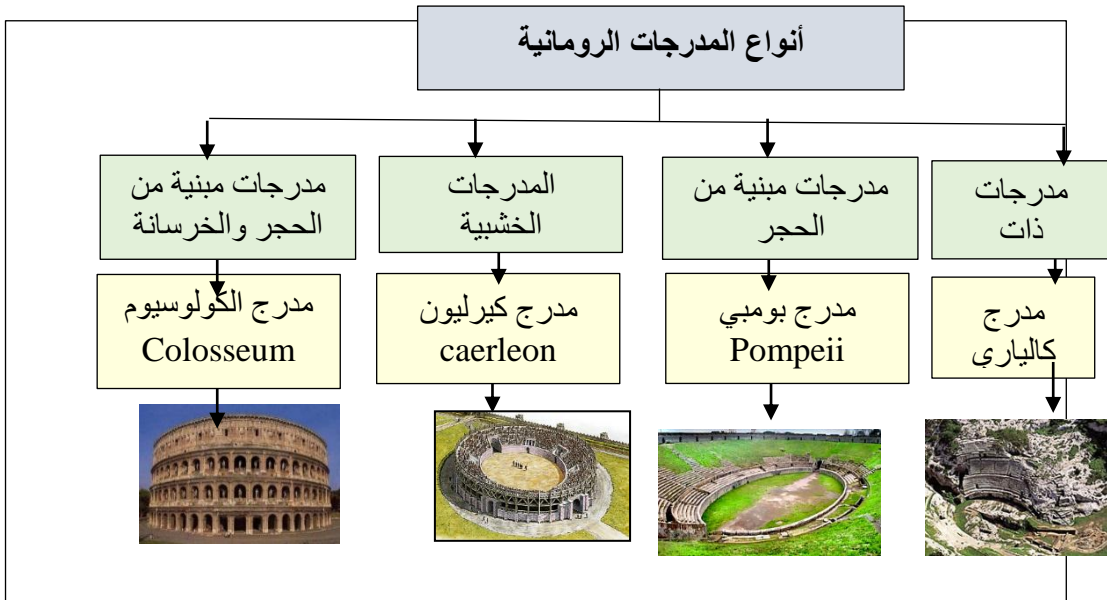 أنواع المدرجات الرومانية
مدرجات
ذات
مدرجات مبنية من
الحجر
المدرجات
الخشبية
مدرجات مبنية من
الحجر والخرسانة
مدرج
كالياري
مدرج بومبي
Pompeii
مدرج كيرليون
caerleon
مدرج الكولوسيوم
Colosseum